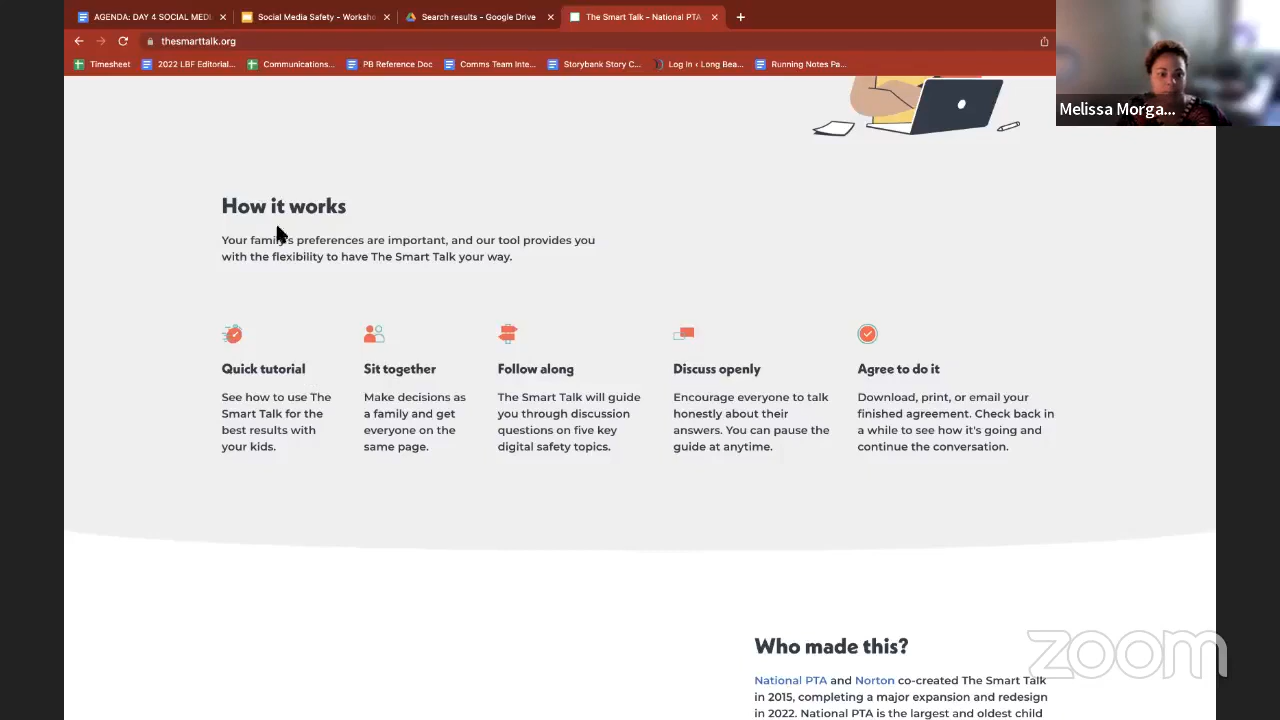 AGENDA: DAY 4 SOCIAL MED
Social Media Safety - Worksho
Search results - Google Drive
The Smart Talk – National PTA
thesmarttalk.org
Timesheet
2022 LBF Editorial...
Communications...
PB Reference Doc
Comms Team Inte...
Storybank Story C...
Log In ‹ Long Bea...
Running Notes Pa...
Melissa Morga...
How it works
Your family's preferences are important, and our tool provides you
with the flexibility to have The Smart Talk your way.
Quick tutorial
See how to use The
Smart Talk for the
best results with
your kids.
Sit together
Make decisions as
a family and get
everyone on the
same page.
Follow along
The Smart Talk will guide
you through discussion
questions on five key
digital safety topics.
Discuss openly
Encourage everyone to talk
honestly about their
answers. You can pause the
guide at anytime.
Agree to do it
Download, print, or email your
finished agreement. Check back in
a while to see how it's going and
continue the conversation.
Who made this?
National PTA and Norton co-created The Smart Talk
in 2015, completing a major expansion and redesign
in 2022. National PTA is the largest and oldest child
zoom